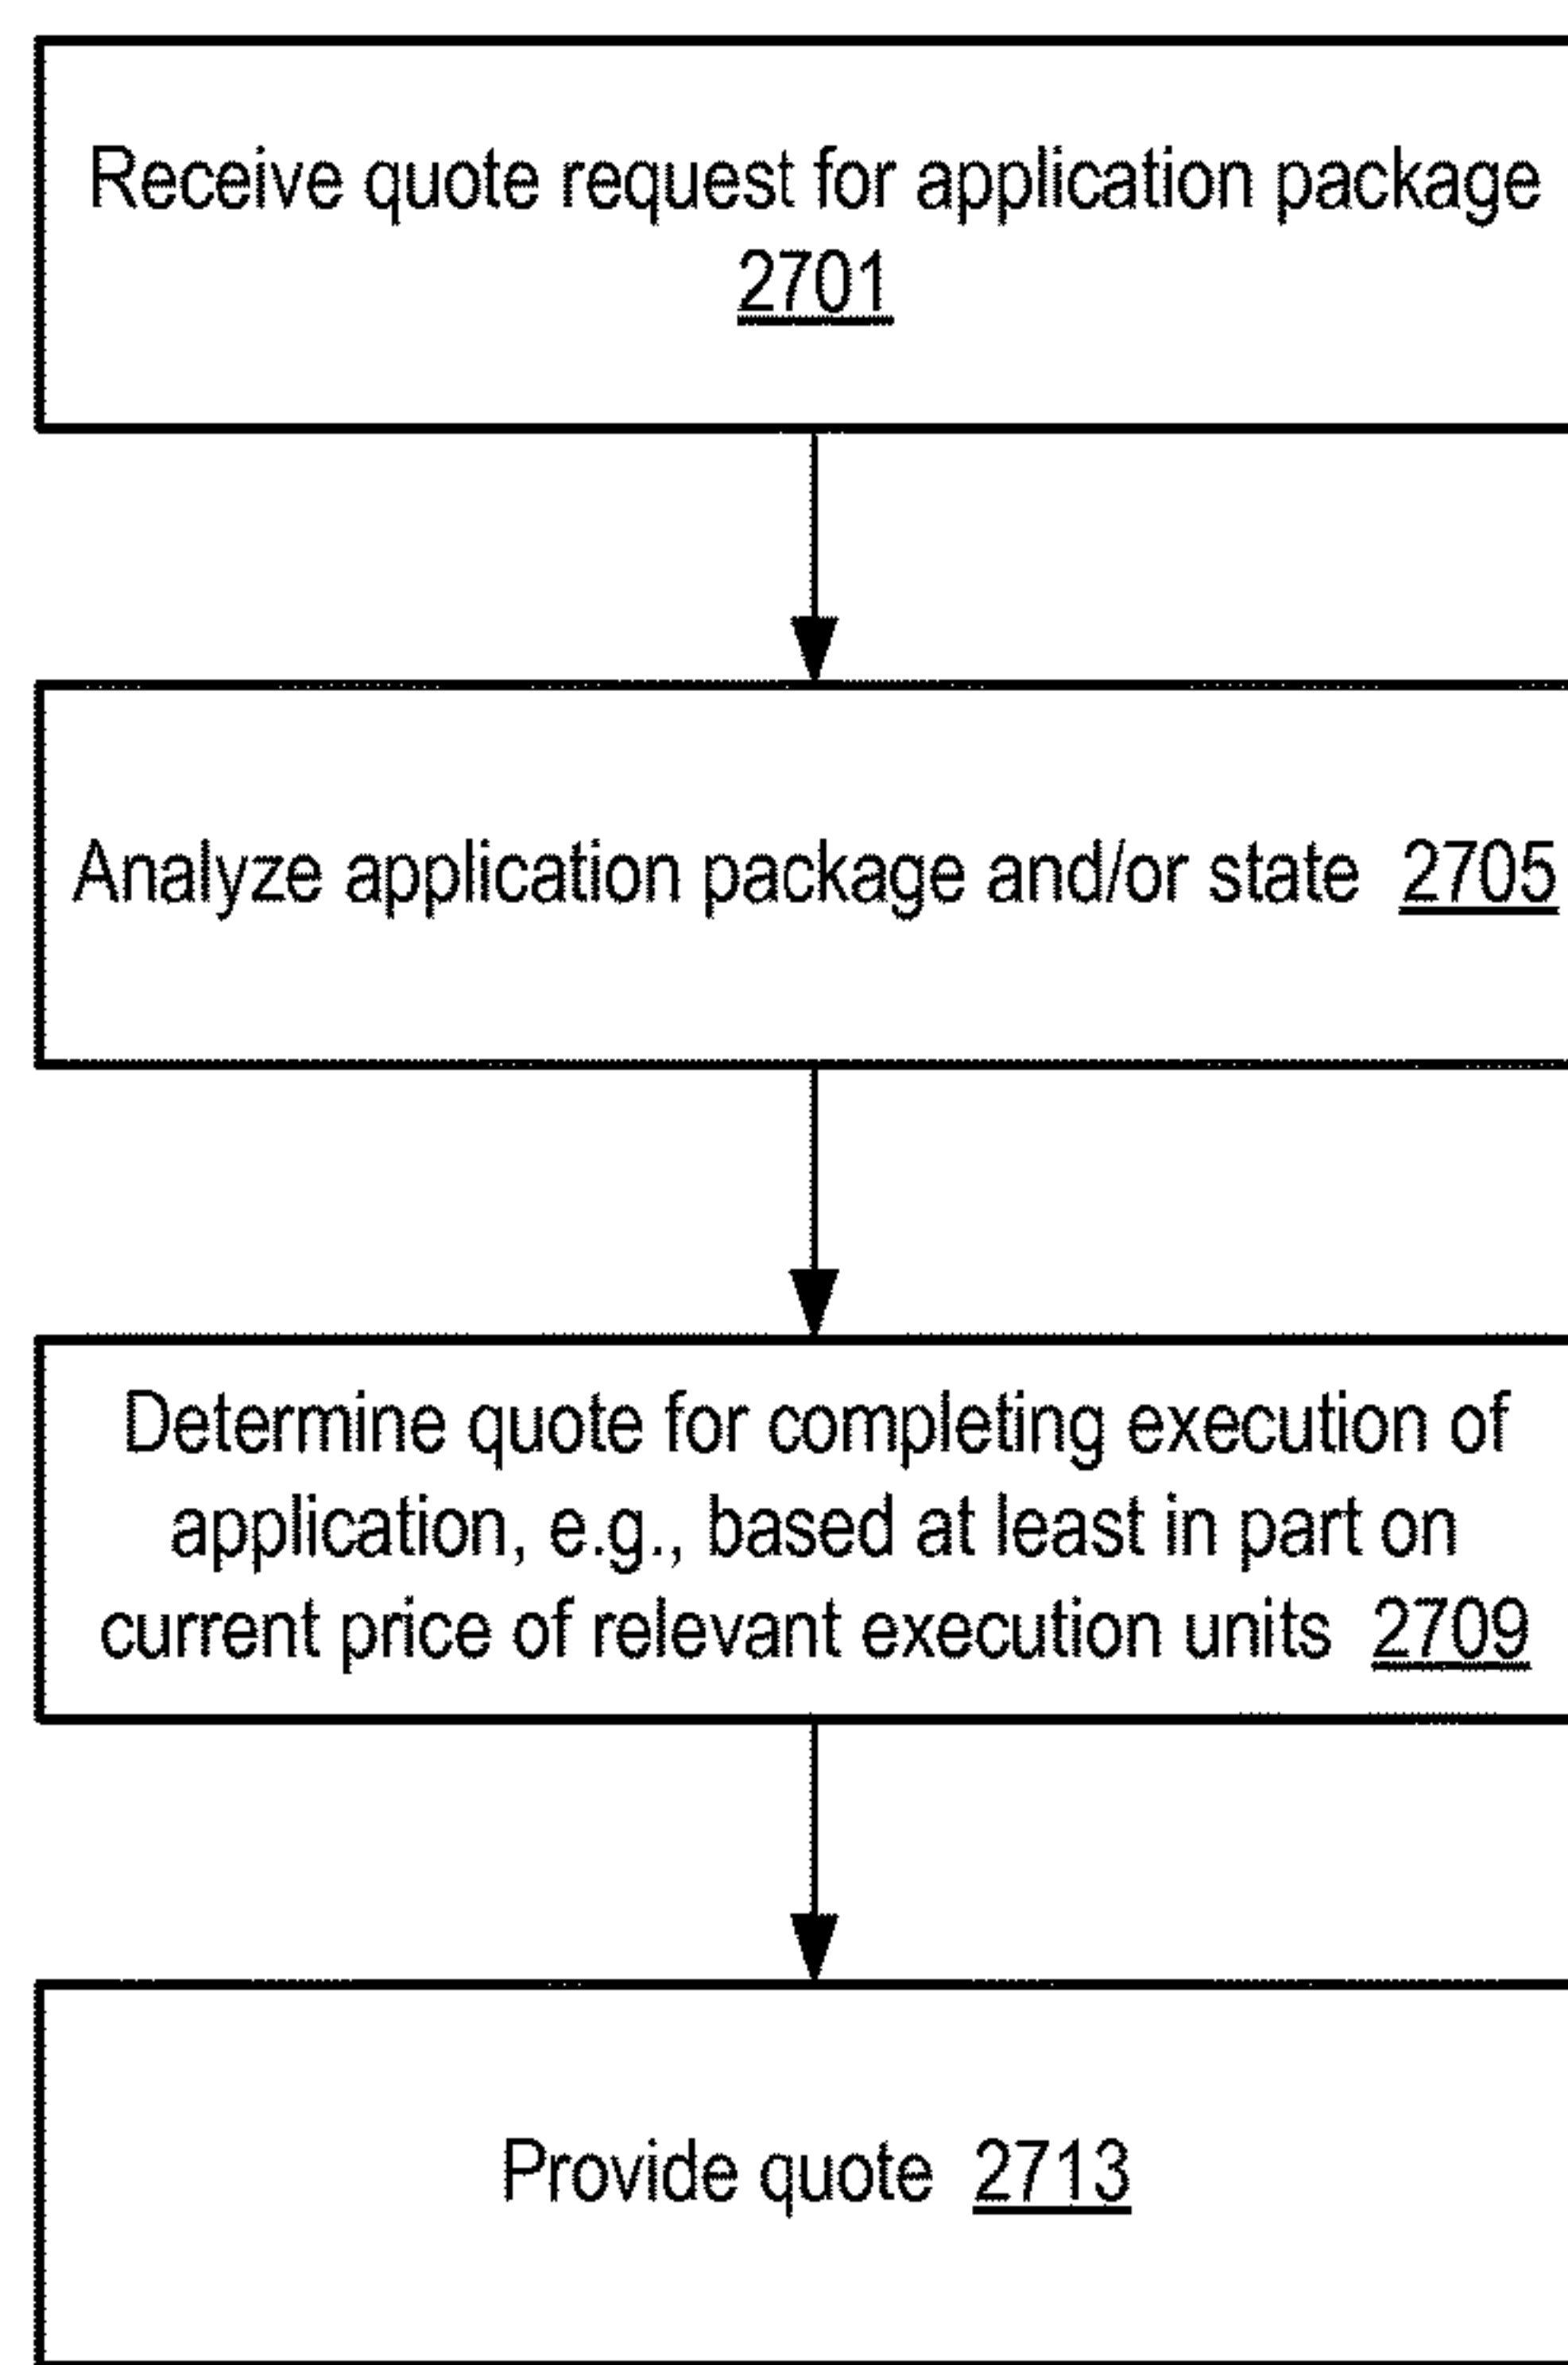 Receive quote request for application package
2701
Analyze application package and/or state 2705
Determine quote for completing execution of
application, e.g., based at least in part on
current price of relevant execution units 2709
Provide quote 2713